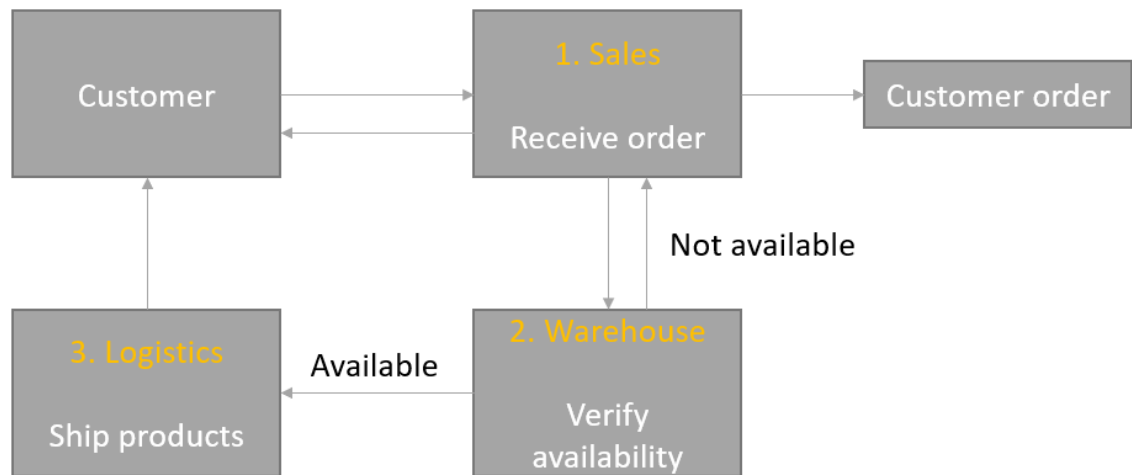 Customer
1. Sales
Receive order
Customer order
Not available
3. Logistics
Ship products
Available
2. Warehouse
Verify
availability